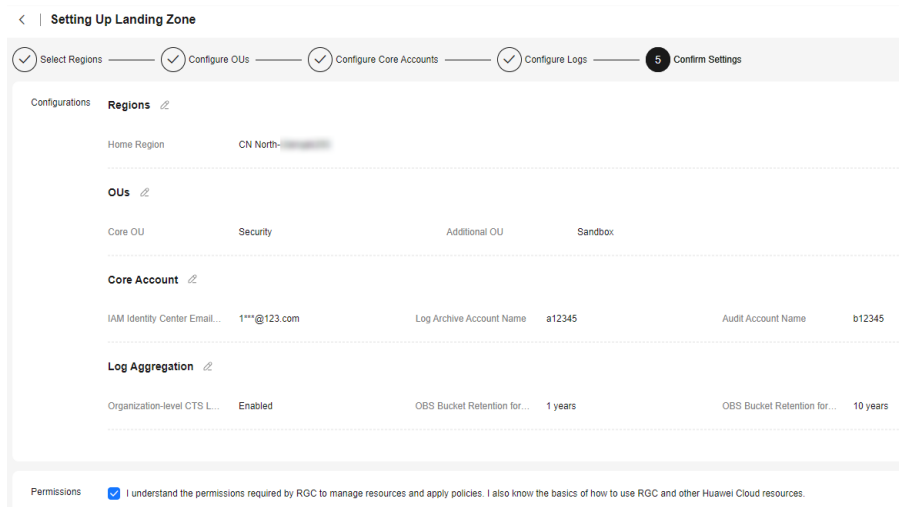 Setting Up Landing Zone
Select Regions Configure OUs Configure Core Accounts Configure Logs 5 Confirm Settings
Configurations Regions
Home Region CN North-
OUs
Core OU Security Additional OU Sandbox
Core Account
IAM Identity Center Email... 1***@123.com Log Archive Account Name a12345 Audit Account Name b12345
Log Aggregation
Organization-level CTS L... Enabled OBS Bucket Retention for... 1 years OBS Bucket Retention for... 10 years
Permissions I understand the permissions required by RGC to manage resources and apply policies. I also know the basics of how to use RGC and other Huawei Cloud resources.